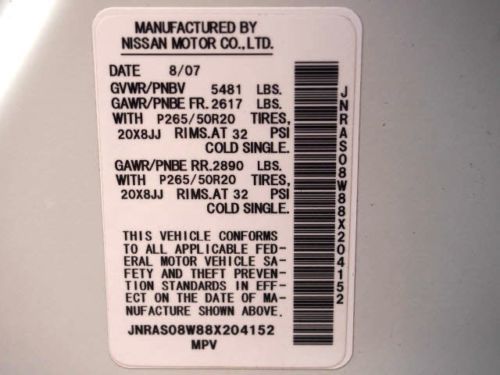 MANUFACTURED BY
NISSAN MOTOR CO.,LTD.
DATE 8/07
GVWR/PNBV 5481 LBS.
GAWR/PNBE FR.2617 LBS.
WITH P265/50R20 TIRES,
20X8JJ RIMS.AT 32 PSI
COLD SINGLE.
GAWR/PNBE RR.2890 LBS.
WITH P265/50R20 TIRES,
20X8JJ RIMS.AT 32 PSI
COLD SINGLE.
THIS VEHICLE CONFORMS
TO ALL APPLICABLE FED-
ERAL MOTOR VEHICLE SA-
FETY AND THEFT PREVEN-
TION STANDARDS IN EFF-
ECT ON THE DATE OF MA-
NUFACTURE SHOWN ABOVE.
JNRAS08W88X204152
MPV
JNRAS08W88X204152